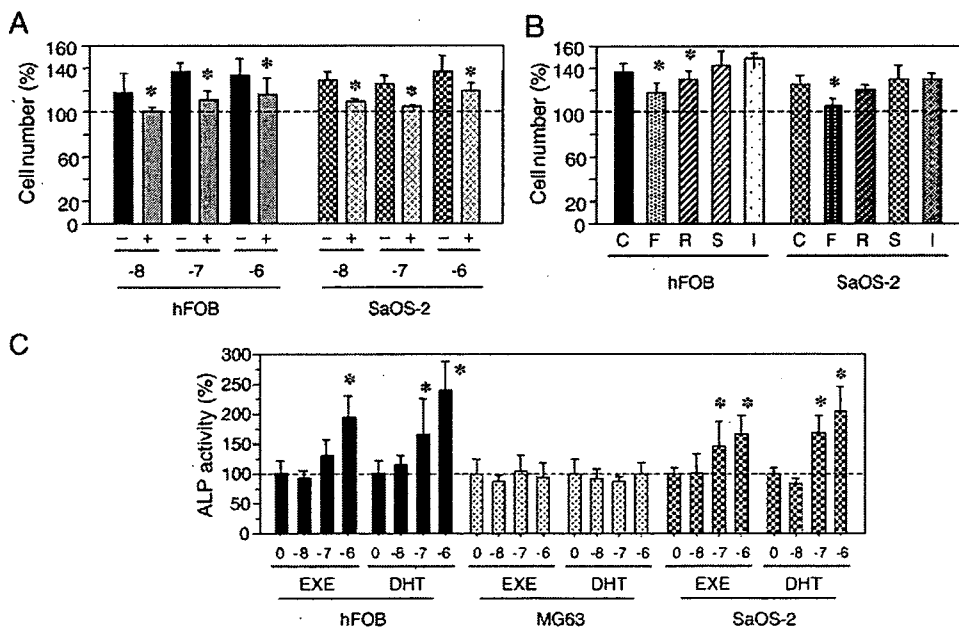 A
Cell number (%)
160
140
100
60
20
0
− + − + − + − + − + − +
-8 -7 -6 -8 -7 -6
hFOB SaOS-2
* * * * * *
B
Cell number (%)
160
140
100
60
20
0
C F R S I C F R S I
hFOB SaOS-2
* * *
C
ALP activity (%)
300
250
200
150
100
50
0
* * * * * * *
0 -8 -7 -6 0 -8 -7 -6 0 -8 -7 -6 0 -8 -7 -6 0 -8 -7 -6 0 -8 -7 -6
EXE DHT EXE DHT EXE DHT
hFOB MG63 SaOS-2